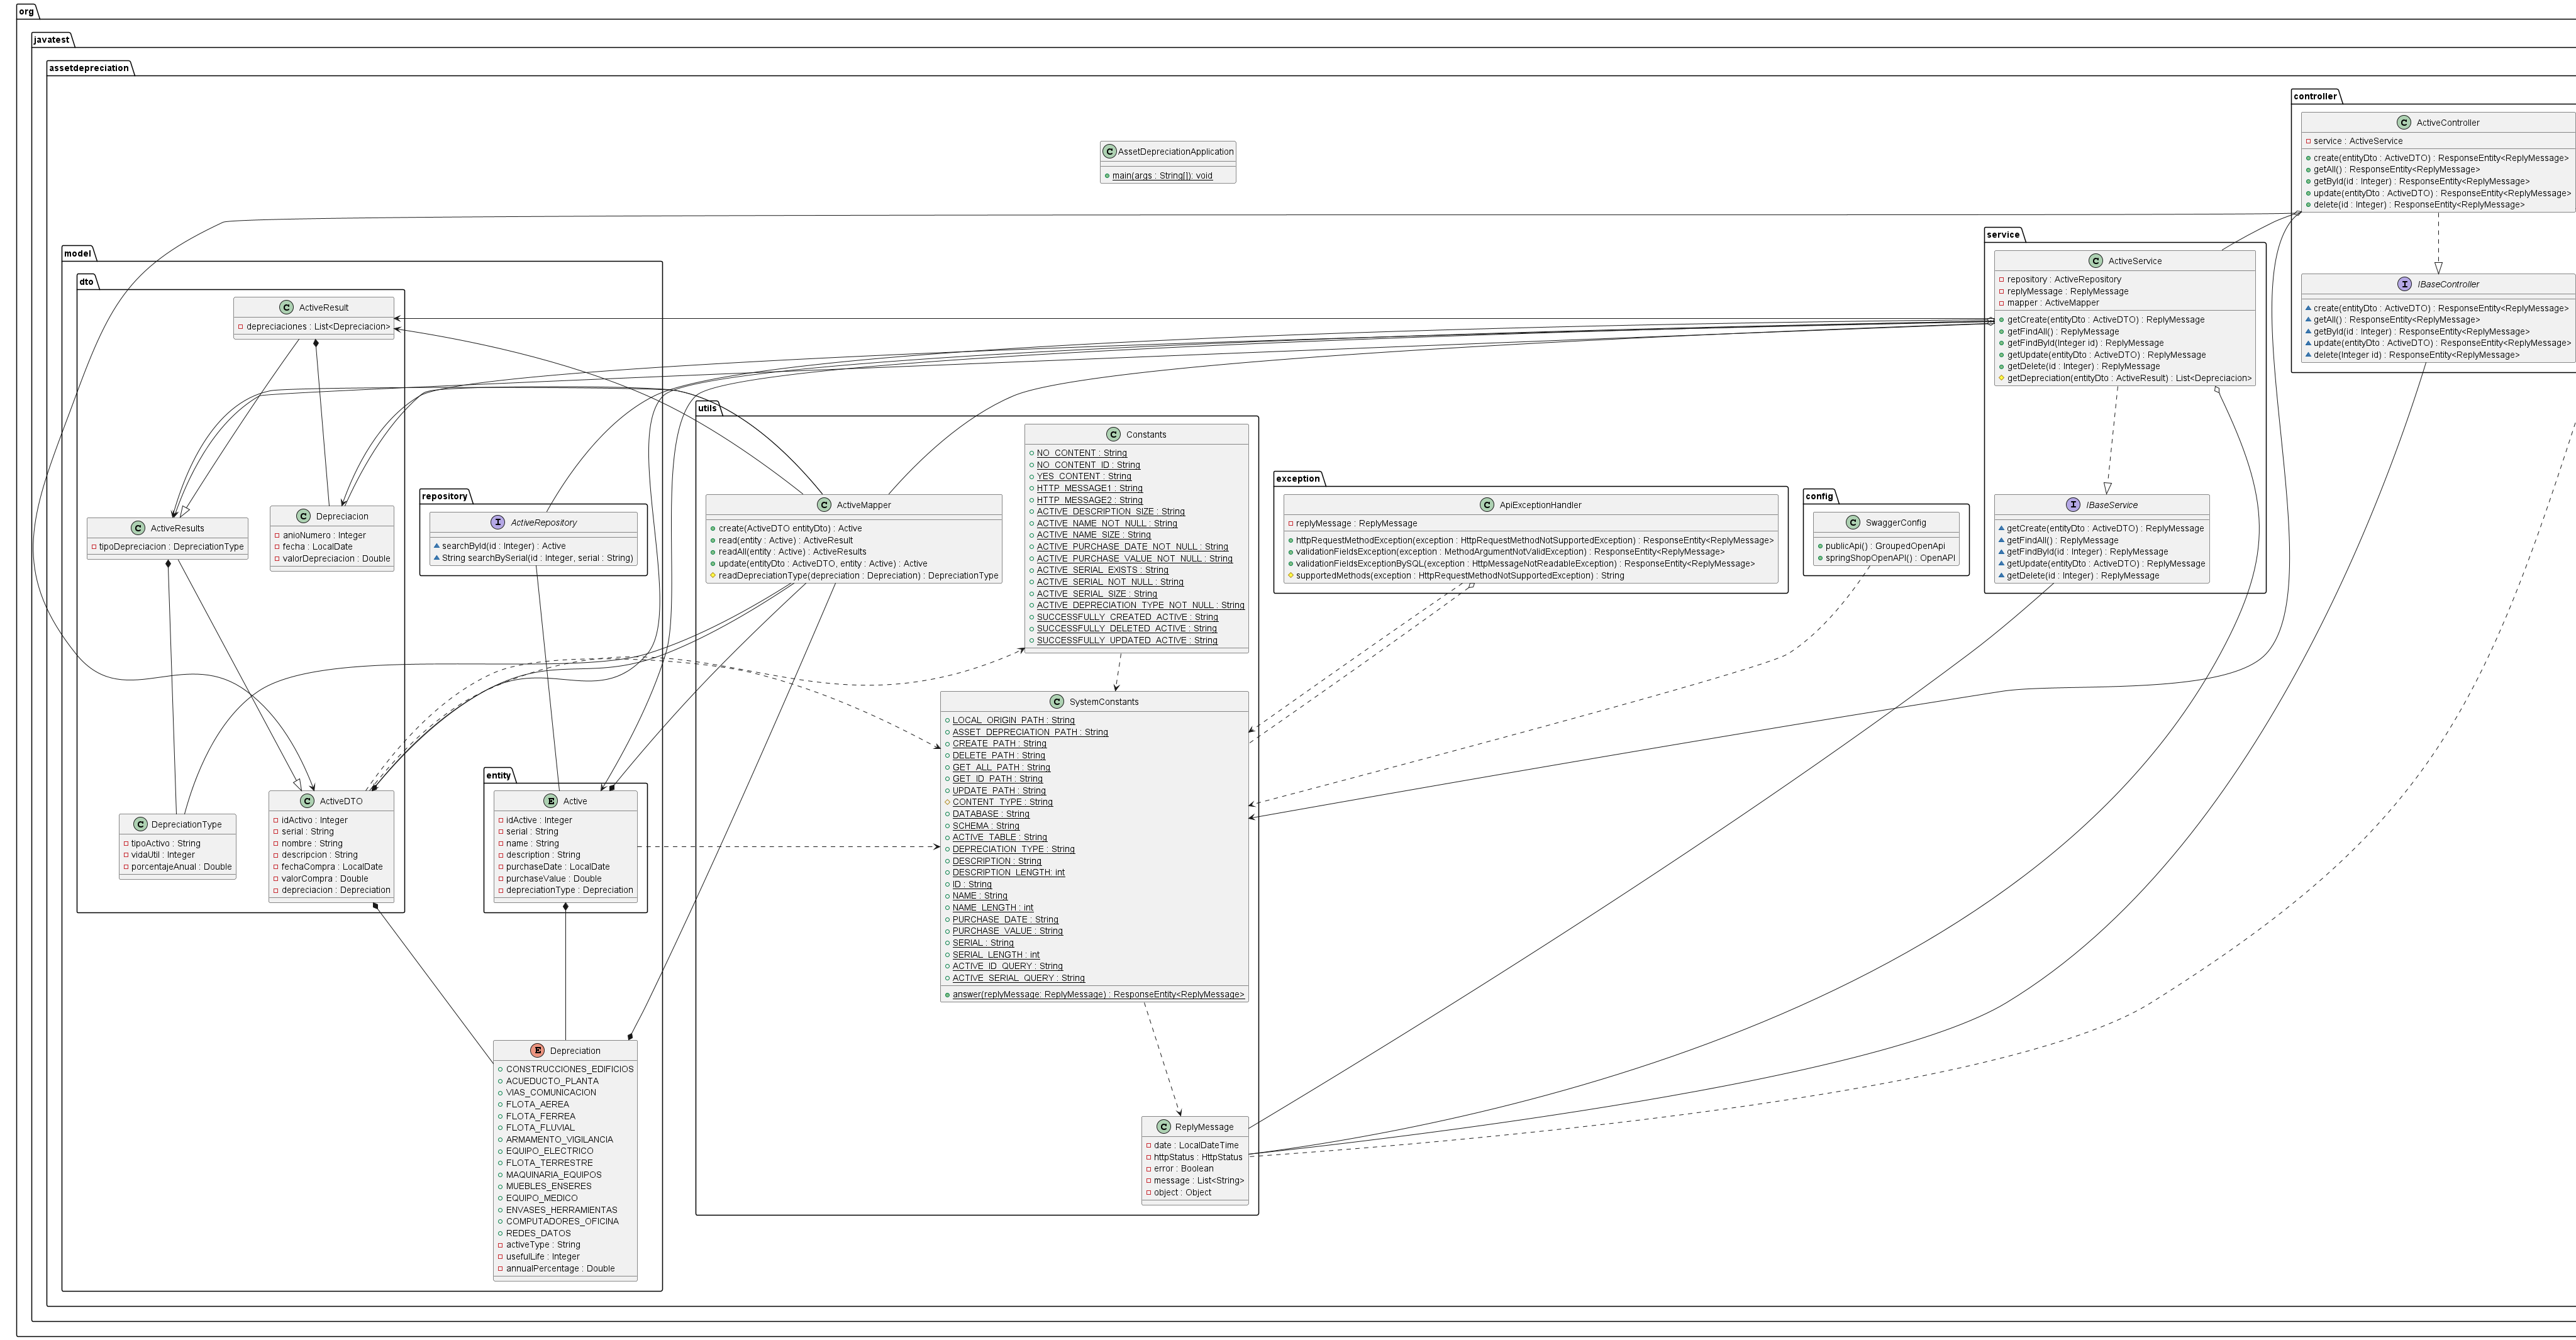 org
javatest
assetdepreciation
controller
C ActiveController
service : ActiveService
create(entityDto : ActiveDTO) : ResponseEntity<ReplyMessage>
getAll() : ResponseEntity<ReplyMessage>
getById(id : Integer) : ResponseEntity<ReplyMessage>
update(entityDto : ActiveDTO) : ResponseEntity<ReplyMessage>
delete(id : Integer) : ResponseEntity<ReplyMessage>
I IBaseController
create(entityDto : ActiveDTO) : ResponseEntity<ReplyMessage>
getAll() : ResponseEntity<ReplyMessage>
getById(id : Integer) : ResponseEntity<ReplyMessage>
update(entityDto : ActiveDTO) : ResponseEntity<ReplyMessage>
delete(Integer id) : ResponseEntity<ReplyMessage>
C AssetDepreciationApplication
main(args : String[]): void
service
C ActiveService
repository : ActiveRepository
replyMessage : ReplyMessage
mapper : ActiveMapper
getCreate(entityDto : ActiveDTO) : ReplyMessage
getFindAll() : ReplyMessage
getFindById(Integer id) : ReplyMessage
getUpdate(entityDto : ActiveDTO) : ReplyMessage
getDelete(id : Integer) : ReplyMessage
getDepreciation(entityDto : ActiveResult) : List<Depreciacion>
I IBaseService
getCreate(entityDto : ActiveDTO) : ReplyMessage
getFindAll() : ReplyMessage
getFindById(id : Integer) : ReplyMessage
getUpdate(entityDto : ActiveDTO) : ReplyMessage
getDelete(id : Integer) : ReplyMessage
model
dto
C ActiveResult
depreciaciones : List<Depreciacion>
C ActiveResults
tipoDepreciacion : DepreciationType
C Depreciacion
anioNumero : Integer
fecha : LocalDate
valorDepreciacion : Double
C DepreciationType
tipoActivo : String
vidaUtil : Integer
porcentajeAnual : Double
C ActiveDTO
idActivo : Integer
serial : String
nombre : String
descripcion : String
fechaCompra : LocalDate
valorCompra : Double
depreciacion : Depreciation
repository
I ActiveRepository
searchById(id : Integer) : Active
String searchBySerial(id : Integer, serial : String)
entity
E Active
idActive : Integer
serial : String
name : String
description : String
purchaseDate : LocalDate
purchaseValue : Double
depreciationType : Depreciation
E Depreciation
CONSTRUCCIONES_EDIFICIOS
ACUEDUCTO_PLANTA
VIAS_COMUNICACION
FLOTA_AEREA
FLOTA_FERREA
FLOTA_FLUVIAL
ARMAMENTO_VIGILANCIA
EQUIPO_ELECTRICO
FLOTA_TERRESTRE
MAQUINARIA_EQUIPOS
MUEBLES_ENSERES
EQUIPO_MEDICO
ENVASES_HERRAMIENTAS
COMPUTADORES_OFICINA
REDES_DATOS
activeType : String
usefulLife : Integer
annualPercentage : Double
utils
C Constants
NO_CONTENT : String
NO_CONTENT_ID : String
YES_CONTENT : String
HTTP_MESSAGE1 : String
HTTP_MESSAGE2 : String
ACTIVE_DESCRIPTION_SIZE : String
ACTIVE_NAME_NOT_NULL : String
ACTIVE_NAME_SIZE : String
ACTIVE_PURCHASE_DATE_NOT_NULL : String
ACTIVE_PURCHASE_VALUE_NOT_NULL : String
ACTIVE_SERIAL_EXISTS : String
ACTIVE_SERIAL_NOT_NULL : String
ACTIVE_SERIAL_SIZE : String
ACTIVE_DEPRECIATION_TYPE_NOT_NULL : String
SUCCESSFULLY_CREATED_ACTIVE : String
SUCCESSFULLY_DELETED_ACTIVE : String
SUCCESSFULLY_UPDATED_ACTIVE : String
C ActiveMapper
create(ActiveDTO entityDto) : Active
read(entity : Active) : ActiveResult
readAll(entity : Active) : ActiveResults
update(entityDto : ActiveDTO, entity : Active) : Active
readDepreciationType(depreciation : Depreciation) : DepreciationType
C SystemConstants
LOCAL_ORIGIN_PATH : String
ASSET_DEPRECIATION_PATH : String
CREATE_PATH : String
DELETE_PATH : String
GET_ALL_PATH : String
GET_ID_PATH : String
UPDATE_PATH : String
CONTENT_TYPE : String
DATABASE : String
SCHEMA : String
ACTIVE_TABLE : String
DEPRECIATION_TYPE : String
DESCRIPTION : String
DESCRIPTION_LENGTH: int
ID : String
NAME : String
NAME_LENGTH : int
PURCHASE_DATE : String
PURCHASE_VALUE : String
SERIAL : String
SERIAL_LENGTH : int
ACTIVE_ID_QUERY : String
ACTIVE_SERIAL_QUERY : String
answer(replyMessage: ReplyMessage) : ResponseEntity<ReplyMessage>
C ReplyMessage
date : LocalDateTime
httpStatus : HttpStatus
error : Boolean
message : List<String>
object : Object
exception
C ApiExceptionHandler
replyMessage : ReplyMessage
httpRequestMethodException(exception : HttpRequestMethodNotSupportedException) : ResponseEntity<ReplyMessage>
validationFieldsException(exception : MethodArgumentNotValidException) : ResponseEntity<ReplyMessage>
validationFieldsExceptionBySQL(exception : HttpMessageNotReadableException) : ResponseEntity<ReplyMessage>
supportedMethods(exception : HttpRequestMethodNotSupportedException) : String
config
C SwaggerConfig
publicApi() : GroupedOpenApi
springShopOpenAPI() : OpenAPI